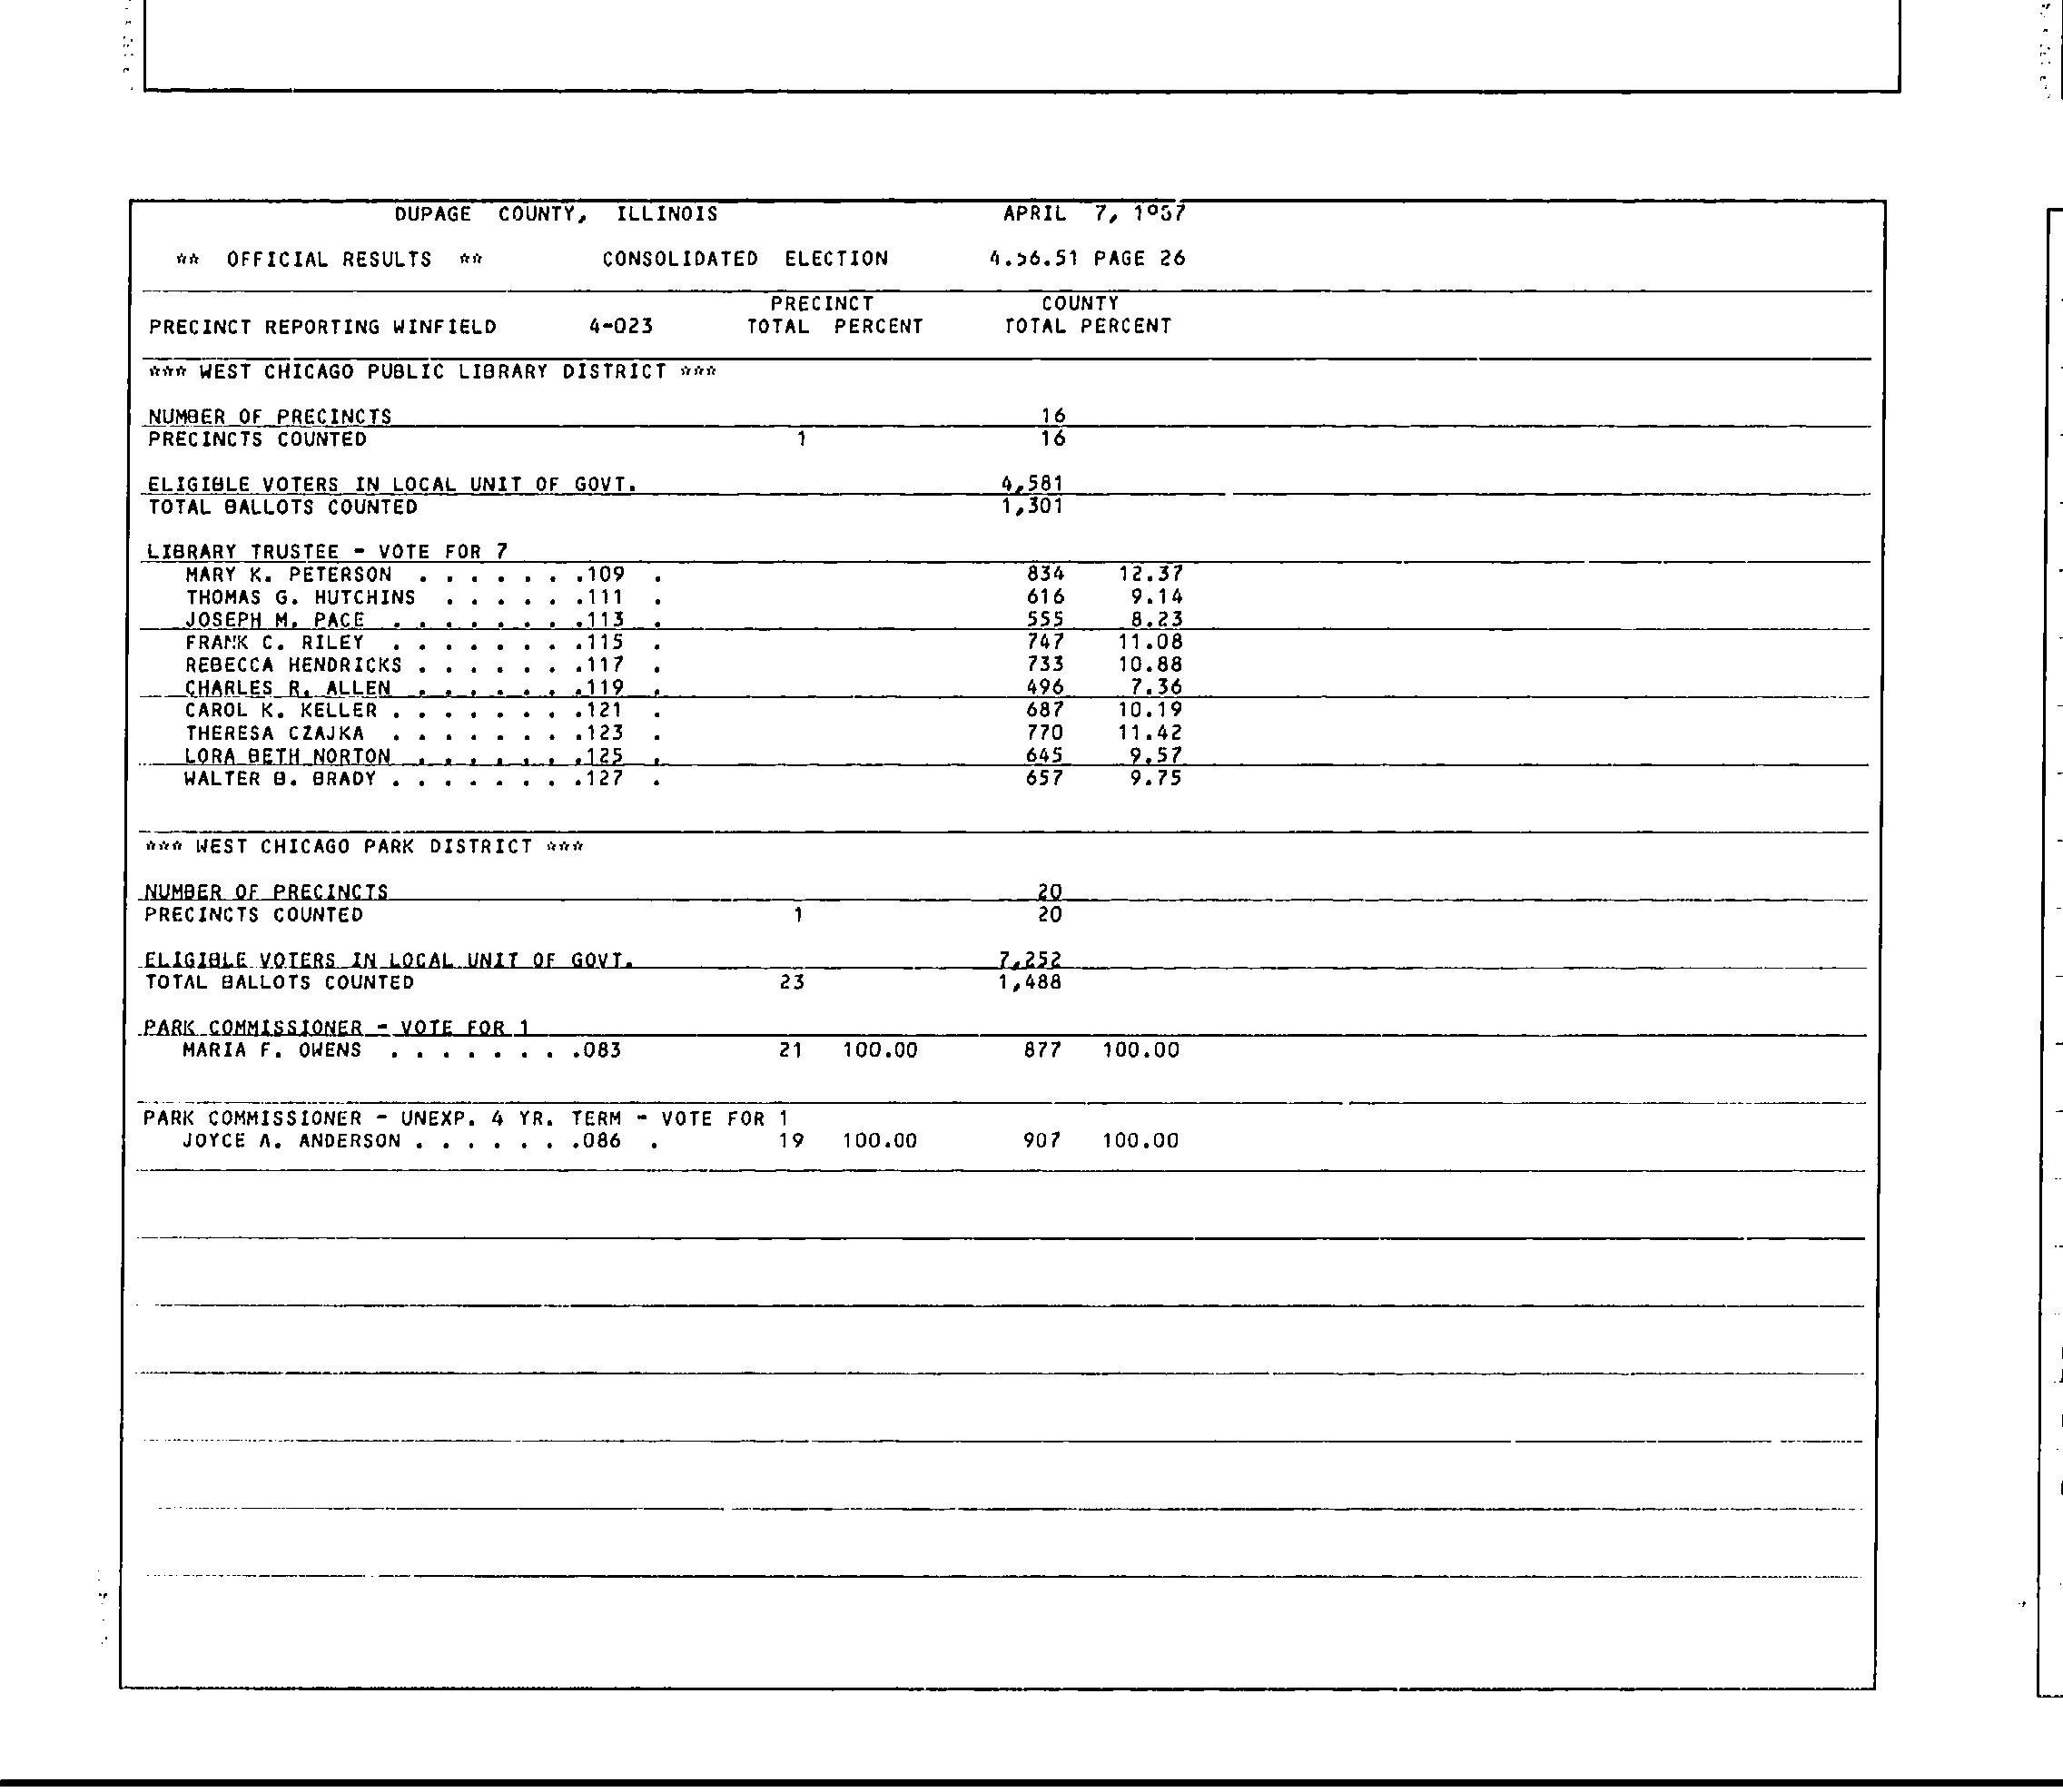 DUPAGE COUNTY, ILLINOIS APRIL 7,
** OFFICIAL RESULTS ** CONSOLIDATED ELECTION 4.56.51 PAGE 26
PRECINCT COUNTY
PRECINCT REPORTING WINFIELD 4-023 TOTAL PERCENT TOTAL PERCENT
*** WEST CHICAGO PUBLIC LIBRARY DISTRICT ***
NUMBER OF PRECINCTS 16
PRECINCTS COUNTED 1 16
ELIGIBLE VOTERS IN LOCAL UNIT OF GOVT. 4,581
TOTAL BALLOTS COUNTED 1,301
LIBRARY TRUSTEE - VOTE FOR 7
MARY K. PETERSON . . . . . . .109 . 834 12.37
THOMAS G. HUTCHINS . . . . . .111 . 616 9.14
JOSEPH M. PACE . . . . . . . .113 . 555 8.23
FRANK C. RILEY . . . . . . . .115 . 747 11.08
REBECCA HENDRICKS . . . . . . .117 . 733 10.88
CHARLES R. ALLEN . . . . . . .119 . 496 7.36
CAROL K. KELLER . . . . . . . .121 . 687 10.19
THERESA CZAJKA . . . . . . . .123 . 770 11.42
LORA BETH NORTON . . . . . . .125 . 645 9.57
WALTER B. BRADY . . . . . . . .127 . 657 9.75
*** WEST CHICAGO PARK DISTRICT ***
NUMBER OF PRECINCTS 20
PRECINCTS COUNTED 1 20
ELIGIBLE VOTERS IN LOCAL UNIT OF GOVT. 7,252
TOTAL BALLOTS COUNTED 23 1,488
PARK COMMISSIONER - VOTE FOR 1
MARIA F. OWENS . . . . . . . .083 21 100.00 877 100.00
PARK COMMISSIONER - UNEXP. 4 YR. TERM - VOTE FOR 1
JOYCE A. ANDERSON . . . . . . .086 . 19 100.00 907 100.00